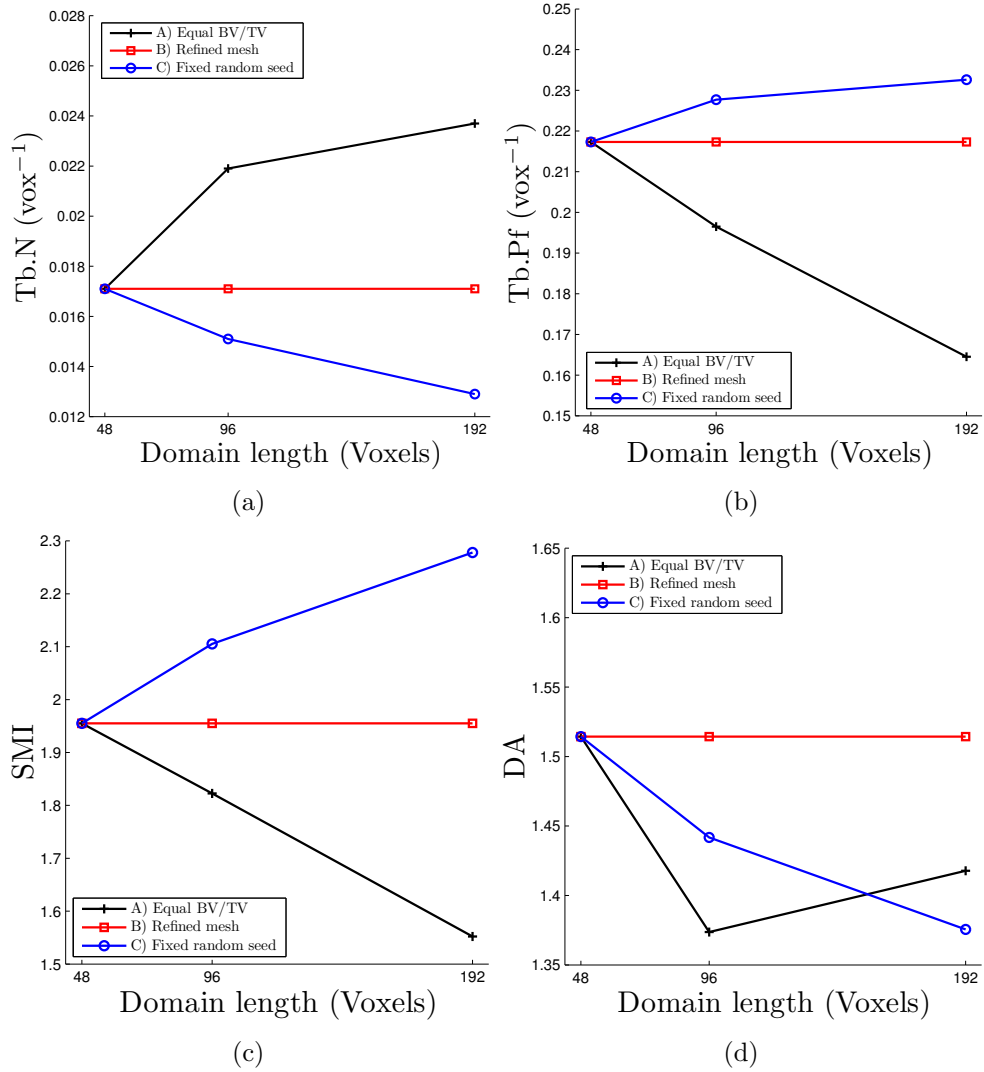 0.028
0.026
0.024
0.022
0.02
0.018
0.016
0.014
0.012
Tb.N (vox−1)
A) Equal BV/TV
B) Refined mesh
C) Fixed random seed
48 96 192
Domain length (Voxels)
(a)
0.25
0.24
0.23
0.22
0.21
0.2
0.19
0.18
0.17
0.16
0.15
Tb.Pf (vox−1)
A) Equal BV/TV
B) Refined mesh
C) Fixed random seed
48 96 192
Domain length (Voxels)
(b)
2.3
2.2
2.1
2
1.9
1.8
1.7
1.6
1.5
SMI
A) Equal BV/TV
B) Refined mesh
C) Fixed random seed
48 96 192
Domain length (Voxels)
(c)
1.65
1.6
1.55
1.5
1.45
1.4
1.35
DA
A) Equal BV/TV
B) Refined mesh
C) Fixed random seed
48 96 192
Domain length (Voxels)
(d)